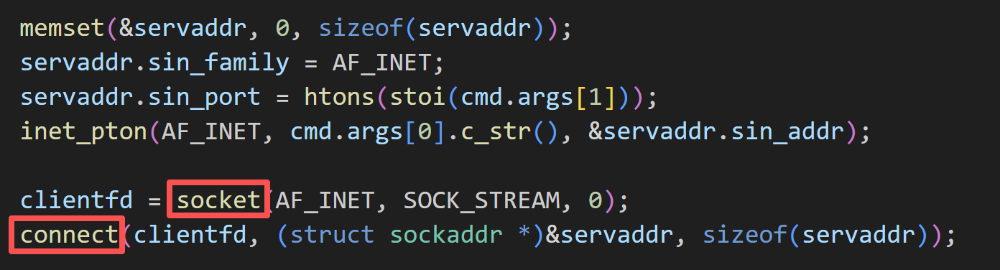 memset(&servaddr, 0, sizeof(servaddr));
servaddr.sin_family = AF_INET;
servaddr.sin_port = htons(stoi(cmd.args[1]));
inet_pton(AF_INET, cmd.args[0].c_str(), &servaddr.sin_addr);
clientfd = socket(AF_INET, SOCK_STREAM, 0);
connect(clientfd, (struct sockaddr *)&servaddr, sizeof(servaddr));